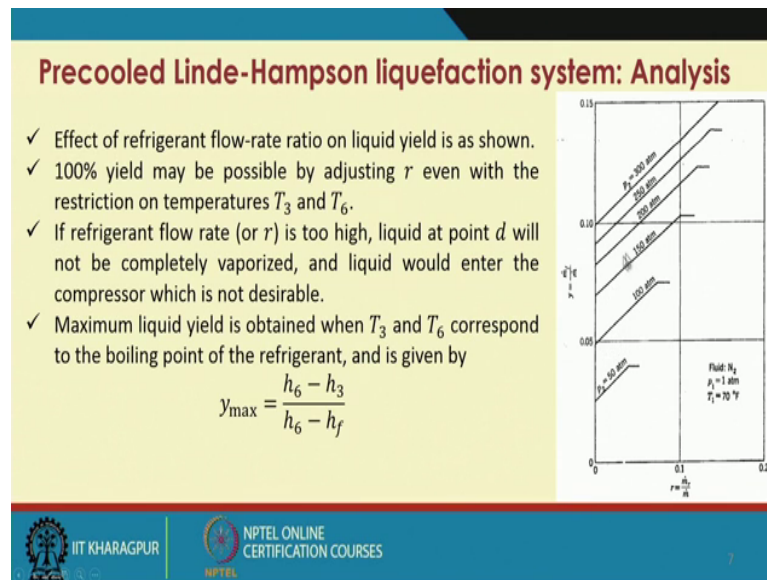 Precooled Linde-Hampson liquefaction system: Analysis
✓ Effect of refrigerant flow-rate ratio on liquid yield is as shown.
✓ 100% yield may be possible by adjusting r even with the
restriction on temperatures T₃ and T₆.
✓ If refrigerant flow rate (or r) is too high, liquid at point d will
not be completely vaporized, and liquid would enter the
compressor which is not desirable.
✓ Maximum liquid yield is obtained when T₃ and T₆ correspond
to the boiling point of the refrigerant, and is given by
y_max = (h₆ − h₃) / (h₆ − h_f)
0.15
P₂ = 300 atm
250 atm
200 atm
0.10
150 atm
100 atm
0.05
P₂ = 50 atm
Fluid: N₂
p₁ = 1 atm
T₁ = 70 °F
0
0
0.1
0.2
r = ṁᵣ/ṁ
IIT KHARAGPUR
NPTEL
NPTEL ONLINE
CERTIFICATION COURSES
7